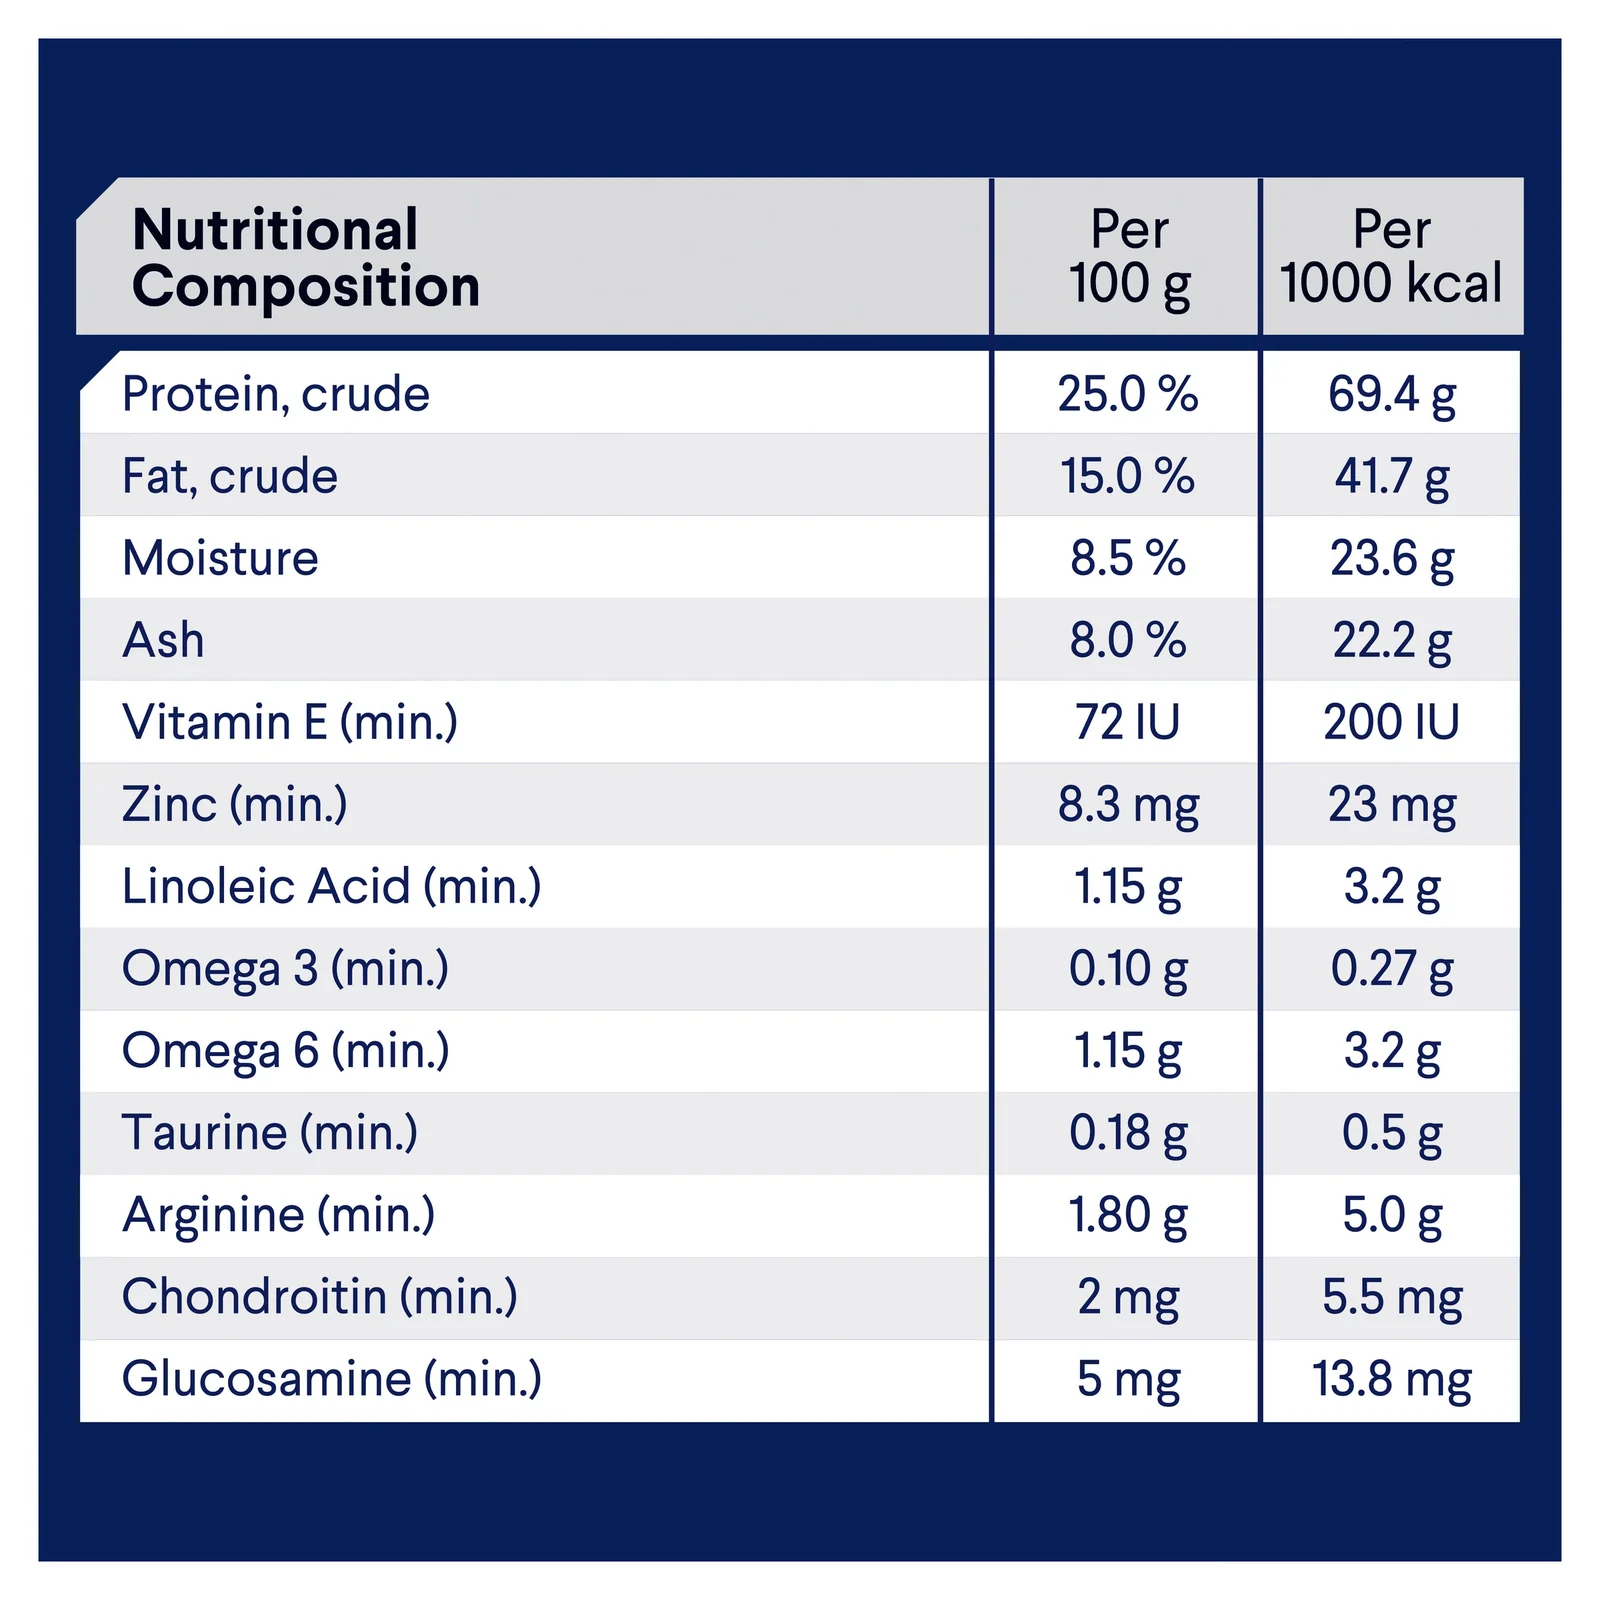 Nutritional Composition Per 100 g Per 1000 kcal
Protein, crude 25.0 % 69.4 g
Fat, crude 15.0 % 41.7 g
Moisture 8.5 % 23.6 g
Ash 8.0 % 22.2 g
Vitamin E (min.) 72 IU 200 IU
Zinc (min.) 8.3 mg 23 mg
Linoleic Acid (min.) 1.15 g 3.2 g
Omega 3 (min.) 0.10 g 0.27 g
Omega 6 (min.) 1.15 g 3.2 g
Taurine (min.) 0.18 g 0.5 g
Arginine (min.) 1.80 g 5.0 g
Chondroitin (min.) 2 mg 5.5 mg
Glucosamine (min.) 5 mg 13.8 mg